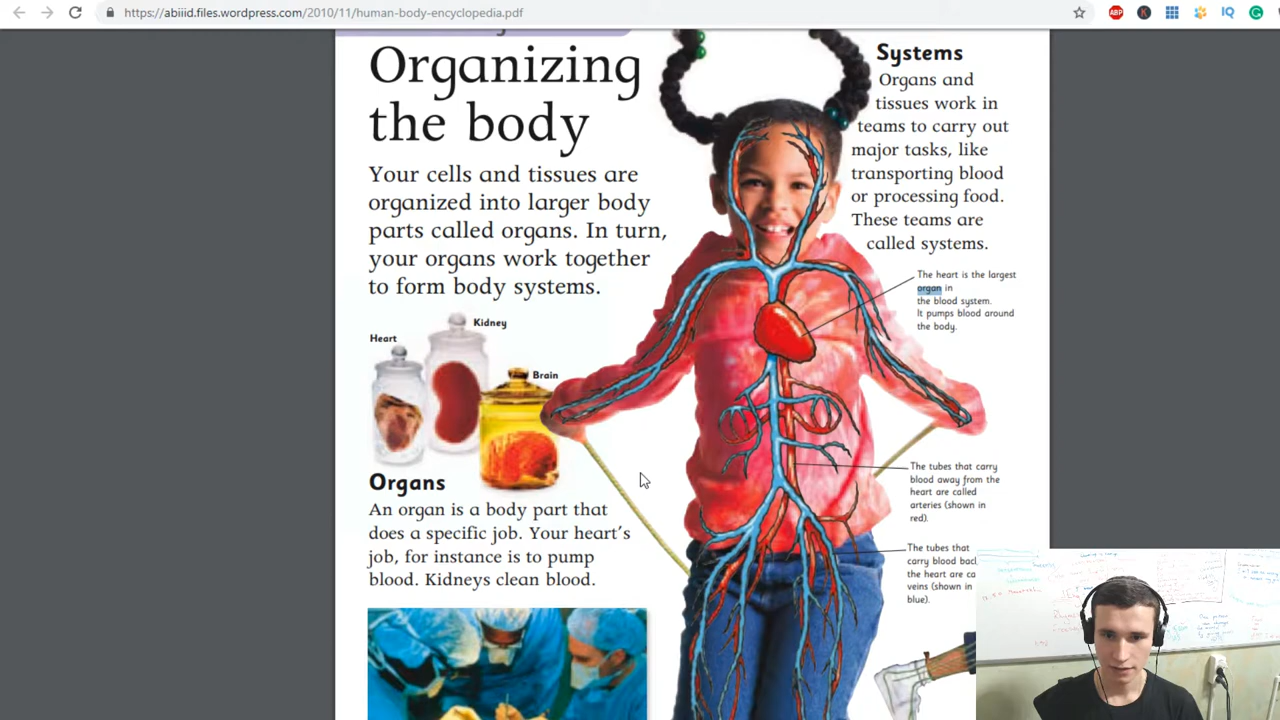 https://abiiid.files.wordpress.com/2010/11/human-body-encyclopedia.pdf
ABP
K
IQ
G
Organizing
the body
Your cells and tissues are
organized into larger body
parts called organs. In turn,
your organs work together
to form body systems.
Systems
Organs and
tissues work in
teams to carry out
major tasks, like
transporting blood
or processing food.
These teams are
called systems.
The heart is the largest
organ in
the blood system.
It pumps blood around
the body.
Heart
Kidney
Brain
Organs
An organ is a body part that
does a specific job. Your heart's
job, for instance is to pump
blood. Kidneys clean blood.
The tubes that carry
blood away from the
heart are called
arteries (shown in
red).
The tubes that
carry blood bac
the heart are ca
veins (shown in
blue).